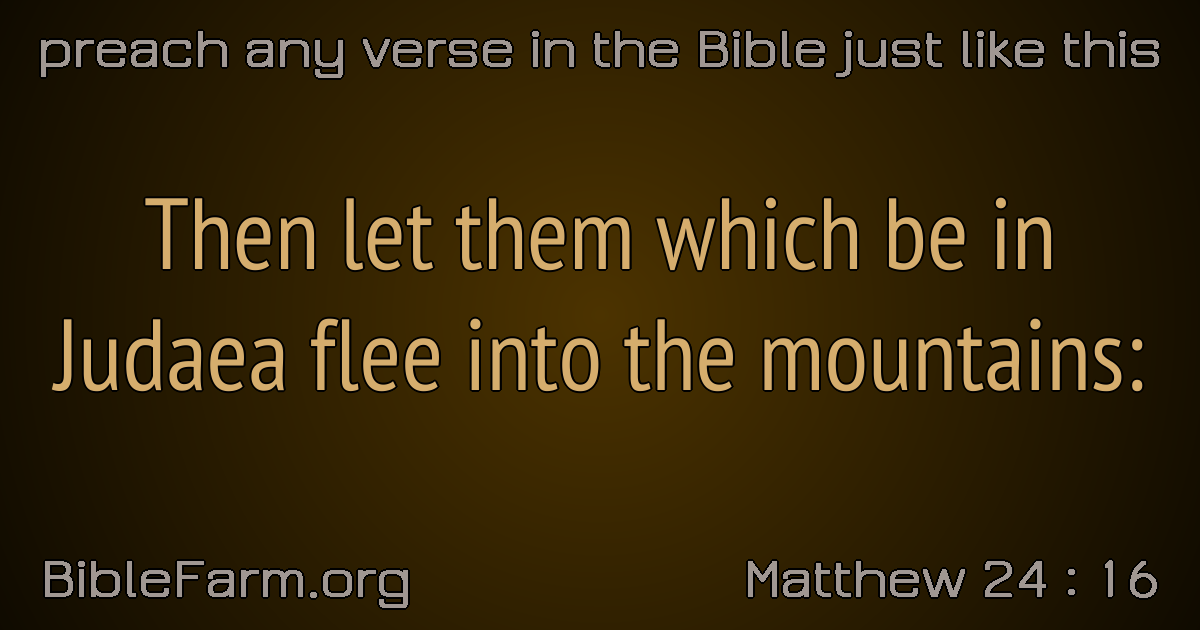 preach any verse in the Bible just like this
Then let them which be in
Judaea flee into the mountains:
BibleFarm.org
Matthew 24 : 16